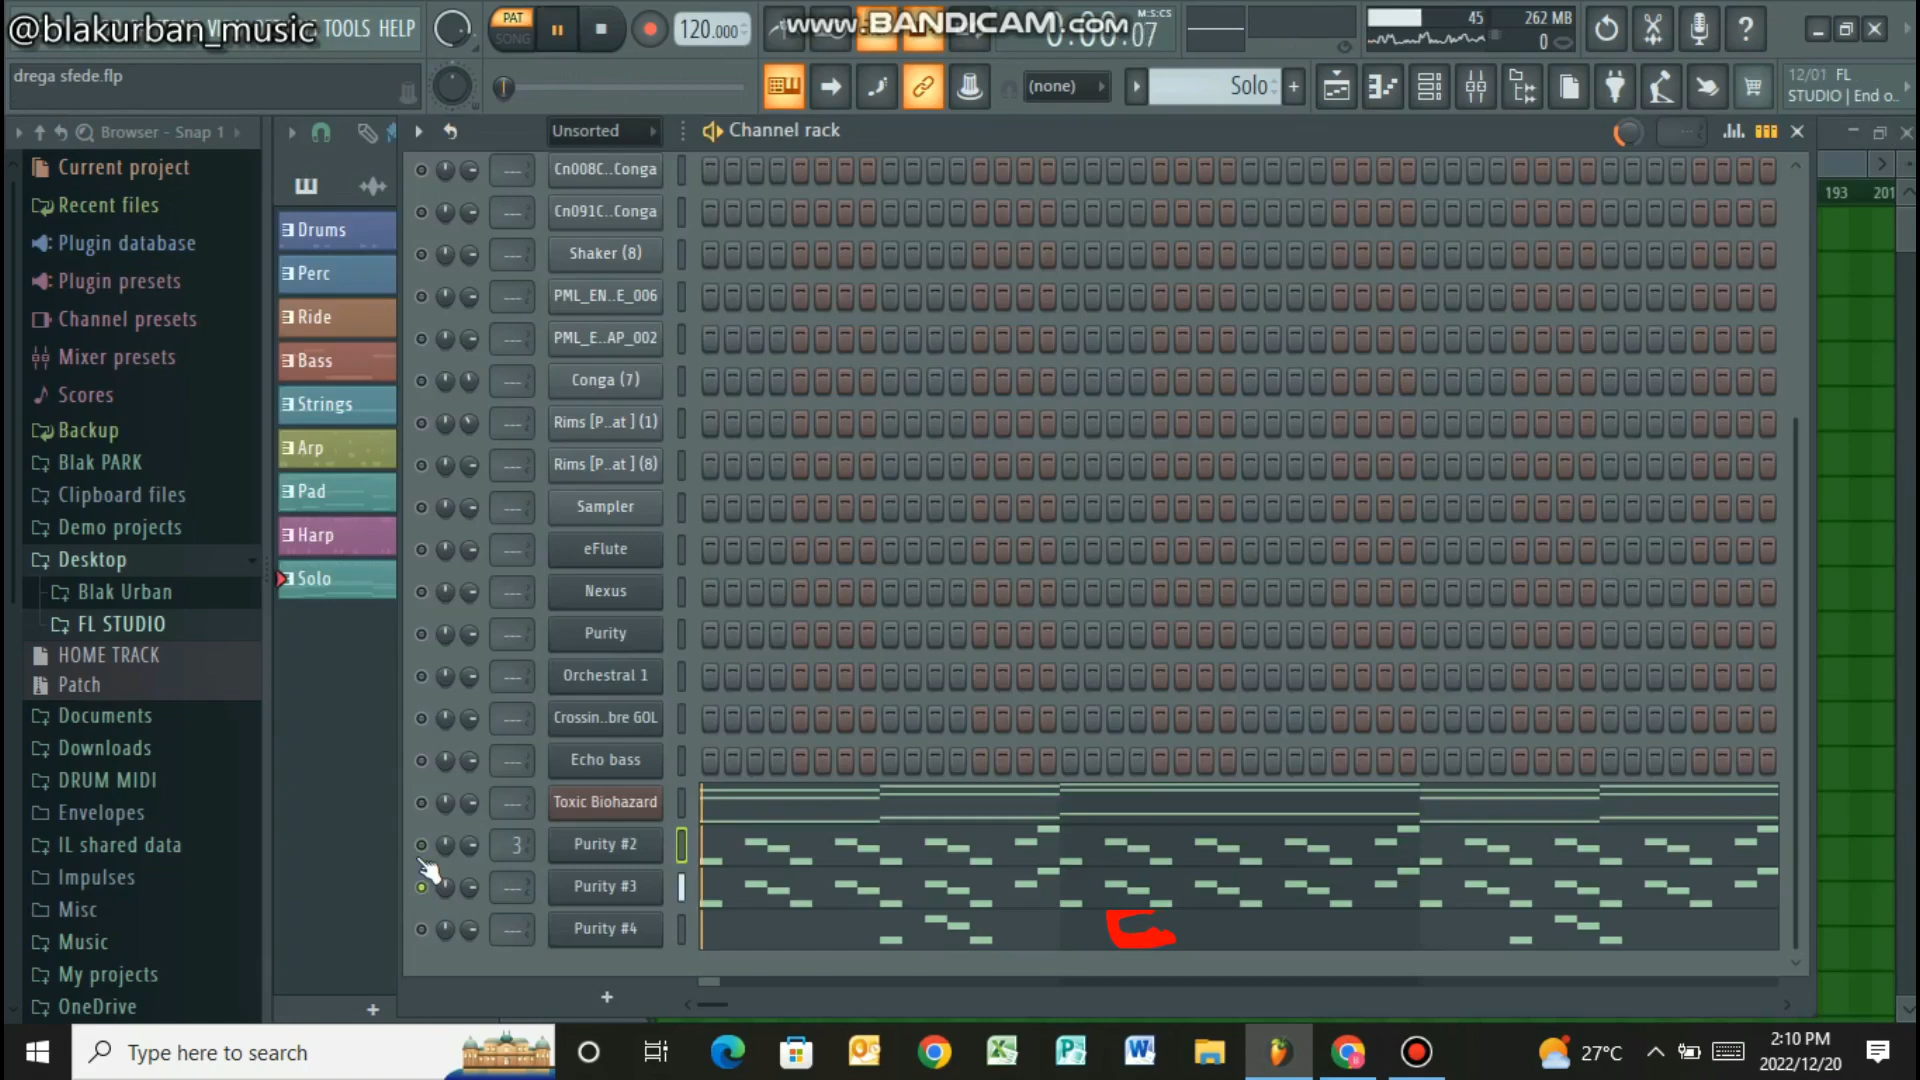 @blakurban_music
TOOLS HELP
PAT
SONG
120.000
www.BANDICAM.com
M:S:CS
0:00:07
45
262 MB
0
drega sfede.flp
(none)
Solo
12/01 FL
STUDIO | End o..
Browser - Snap 1
Unsorted
Channel rack
193 201
Current project
Recent files
Plugin database
Plugin presets
Channel presets
Mixer presets
Scores
Backup
Blak PARK
Clipboard files
Demo projects
Desktop
Blak Urban
FL STUDIO
HOME TRACK
Patch
Documents
Downloads
DRUM MIDI
Envelopes
IL shared data
Impulses
Misc
Music
My projects
OneDrive
Drums
Perc
Ride
Bass
Strings
Arp
Pad
Harp
Solo
Cn008C..Conga
Cn091C..Conga
Shaker (8)
PML_EN..E_006
PML_E..AP_002
Conga (7)
Rims [P..at ] (1)
Rims [P..at ] (8)
Sampler
eFlute
Nexus
Purity
Orchestral 1
Crossin..bre GOL
Echo bass
Toxic Biohazard
3
Purity #2
Purity #3
Purity #4
Type here to search
27°C
2:10 PM
2022/12/20